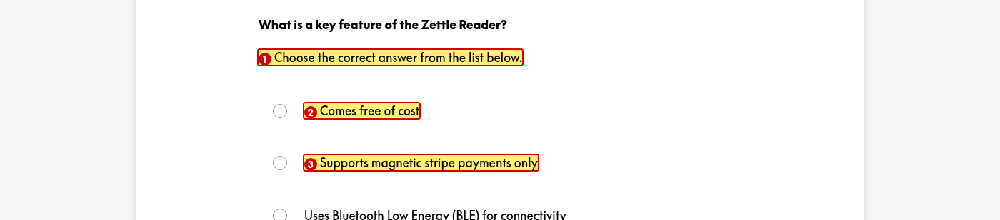 What is a key feature of the Zettle Reader?
1 Choose the correct answer from the list below.
2 Comes free of cost
3 Supports magnetic stripe payments only
Uses Bluetooth Low Energy (BLE) for connectivity